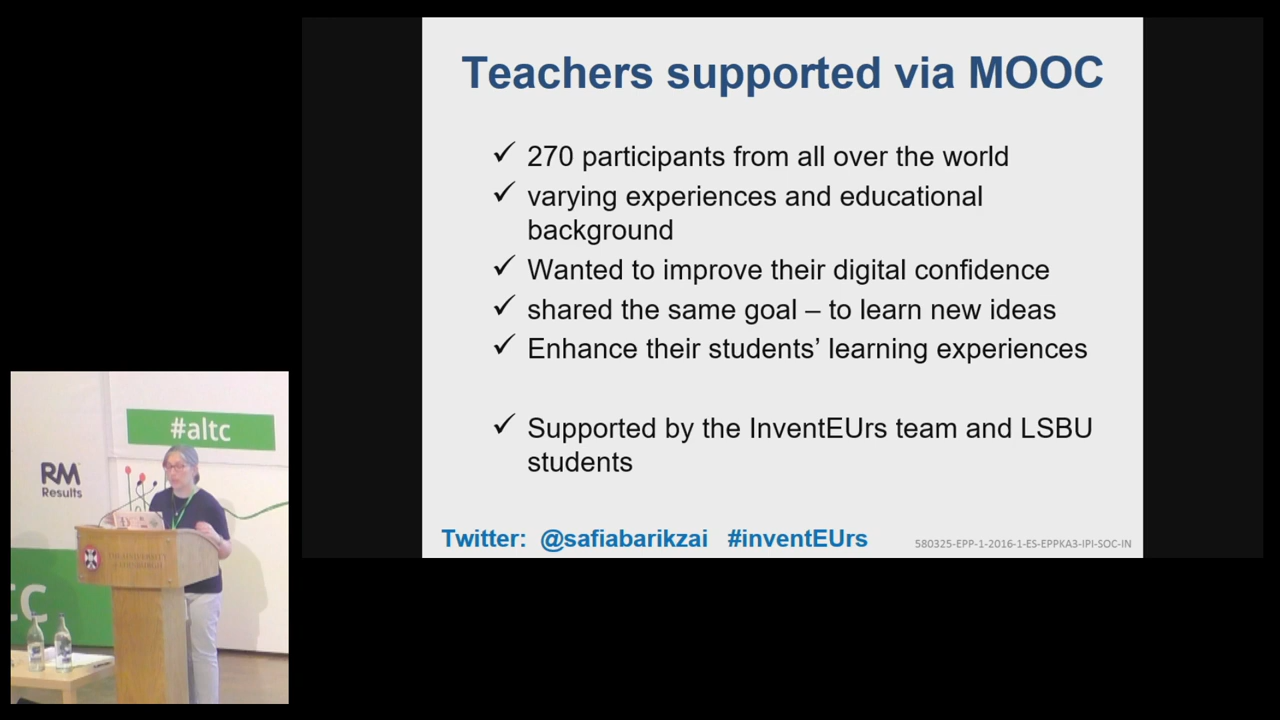 Teachers supported via MOOC
✓ 270 participants from all over the world
✓ varying experiences and educational
background
✓ Wanted to improve their digital confidence
✓ shared the same goal – to learn new ideas
✓ Enhance their students’ learning experiences
✓ Supported by the InventEUrs team and LSBU
students
Twitter: @safiabarikzai #inventEUrs
580325-EPP-1-2016-1-ES-EPPKA3-IPI-SOC-IN
#altc
RM
Results
THE UNIVERSITY
tc